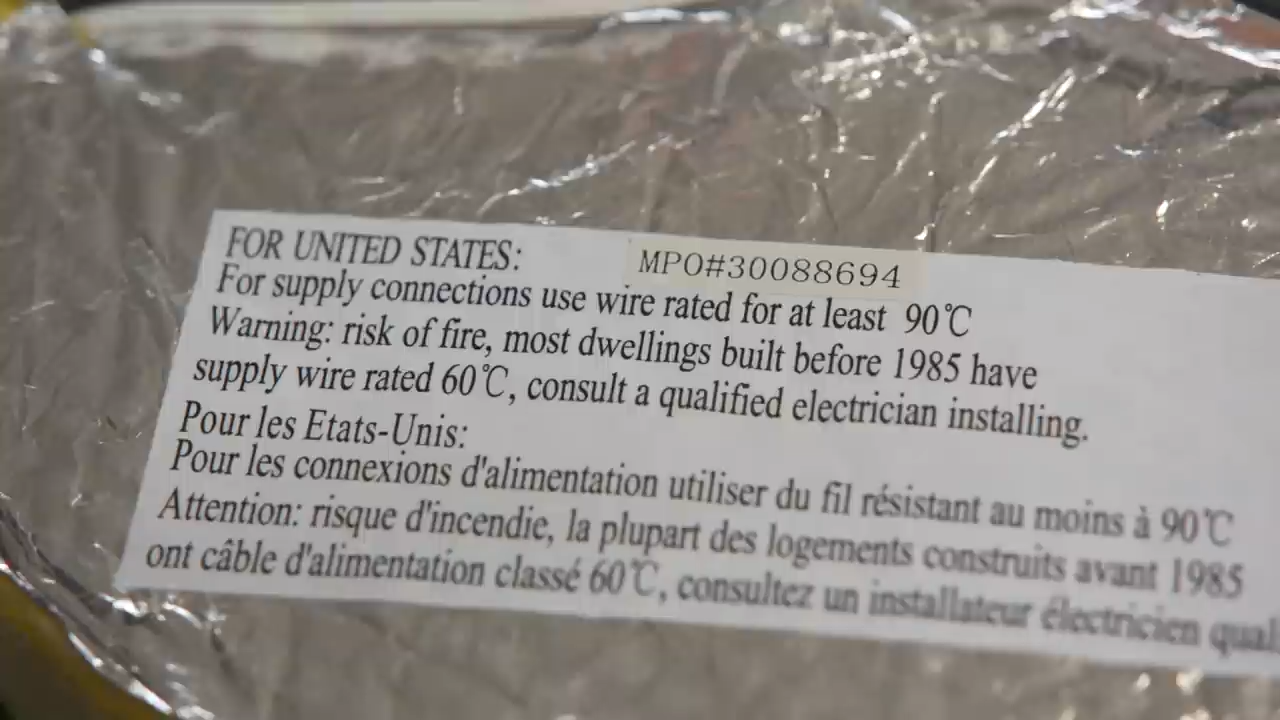 FOR UNITED STATES: MPO#30088694
For supply connections use wire rated for at least 90℃
Warning: risk of fire, most dwellings built before 1985 have
supply wire rated 60℃, consult a qualified electrician installing.
Pour les Etats-Unis:
Pour les connexions d'alimentation utiliser du fil résistant au moins à 90℃
Attention: risque d'incendie, la plupart des logements construits avant 1985
ont câble d'alimentation classé 60℃, consultez un installateur électricien